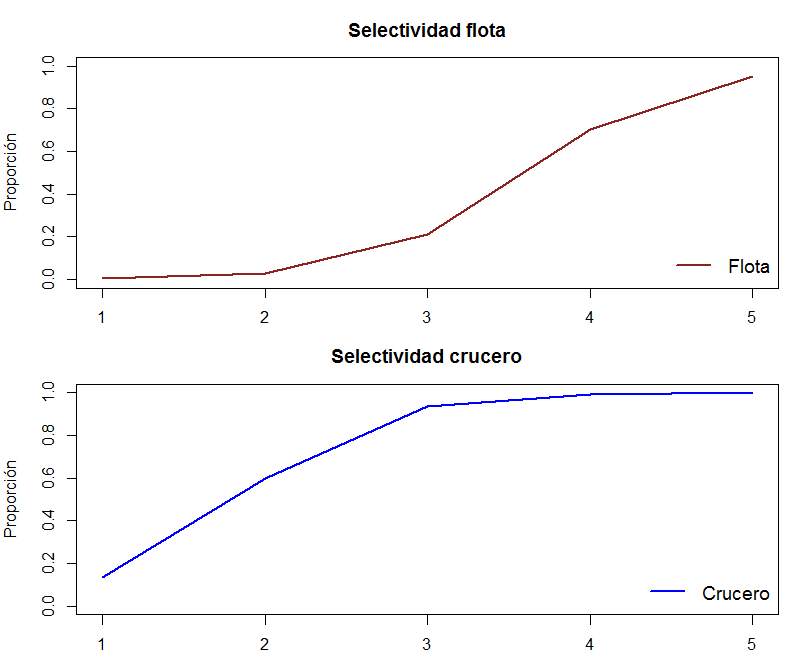 Selectividad flota
Proporción
1.0
0.8
0.6
0.4
0.2
0.0
Flota
1 2 3 4 5
Selectividad crucero
Proporción
1.0
0.8
0.6
0.4
0.2
0.0
Crucero
1 2 3 4 5